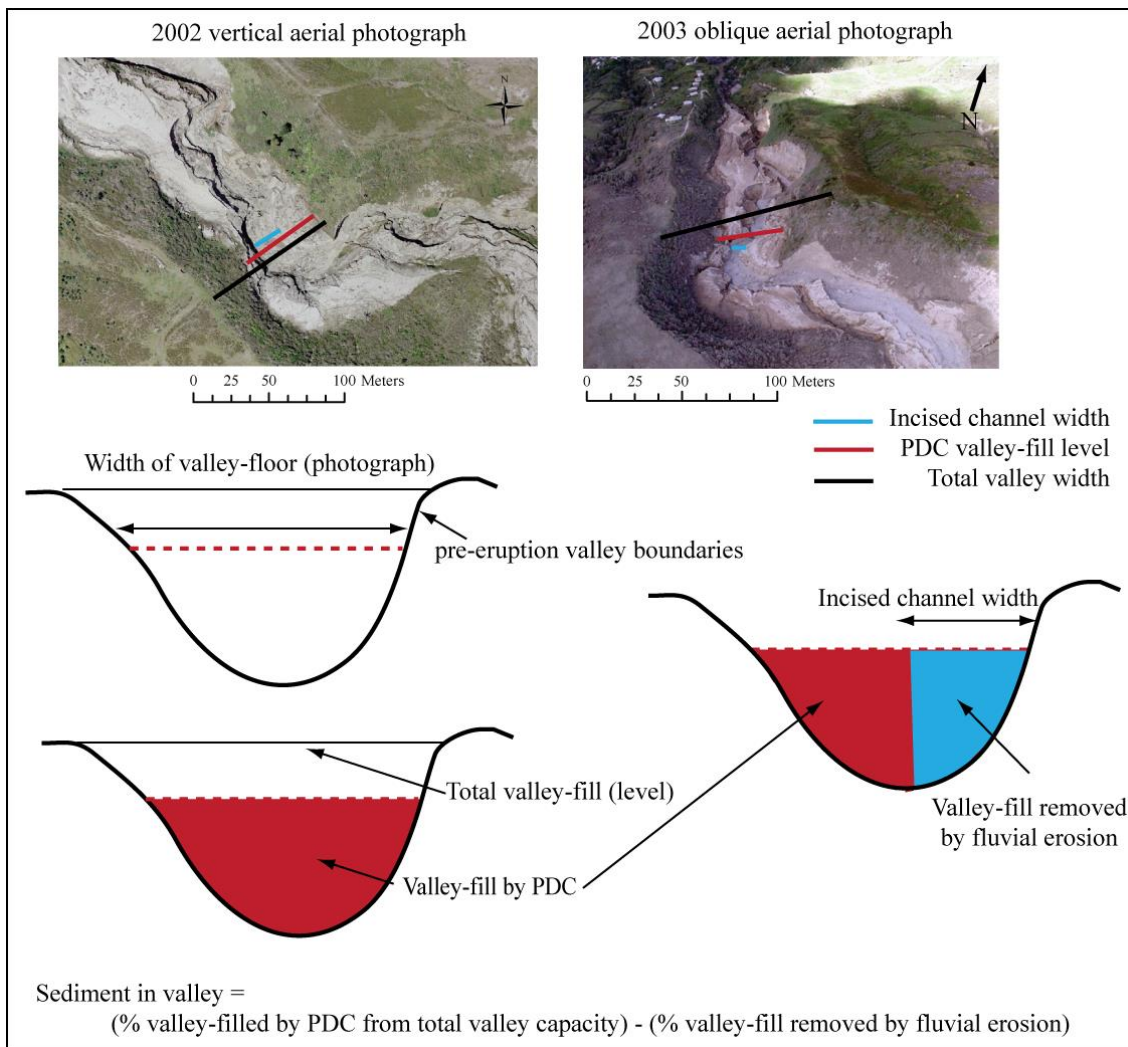 2002 vertical aerial photograph
2003 oblique aerial photograph
N
N
0 25 50 100 Meters
0 25 50 100 Meters
Incised channel width
PDC valley-fill level
Total valley width
Width of valley-floor (photograph)
pre-eruption valley boundaries
Incised channel width
Total valley-fill (level)
Valley-fill removed
by fluvial erosion
Valley-fill by PDC
Sediment in valley =
(% valley-filled by PDC from total valley capacity) - (% valley-fill removed by fluvial erosion)